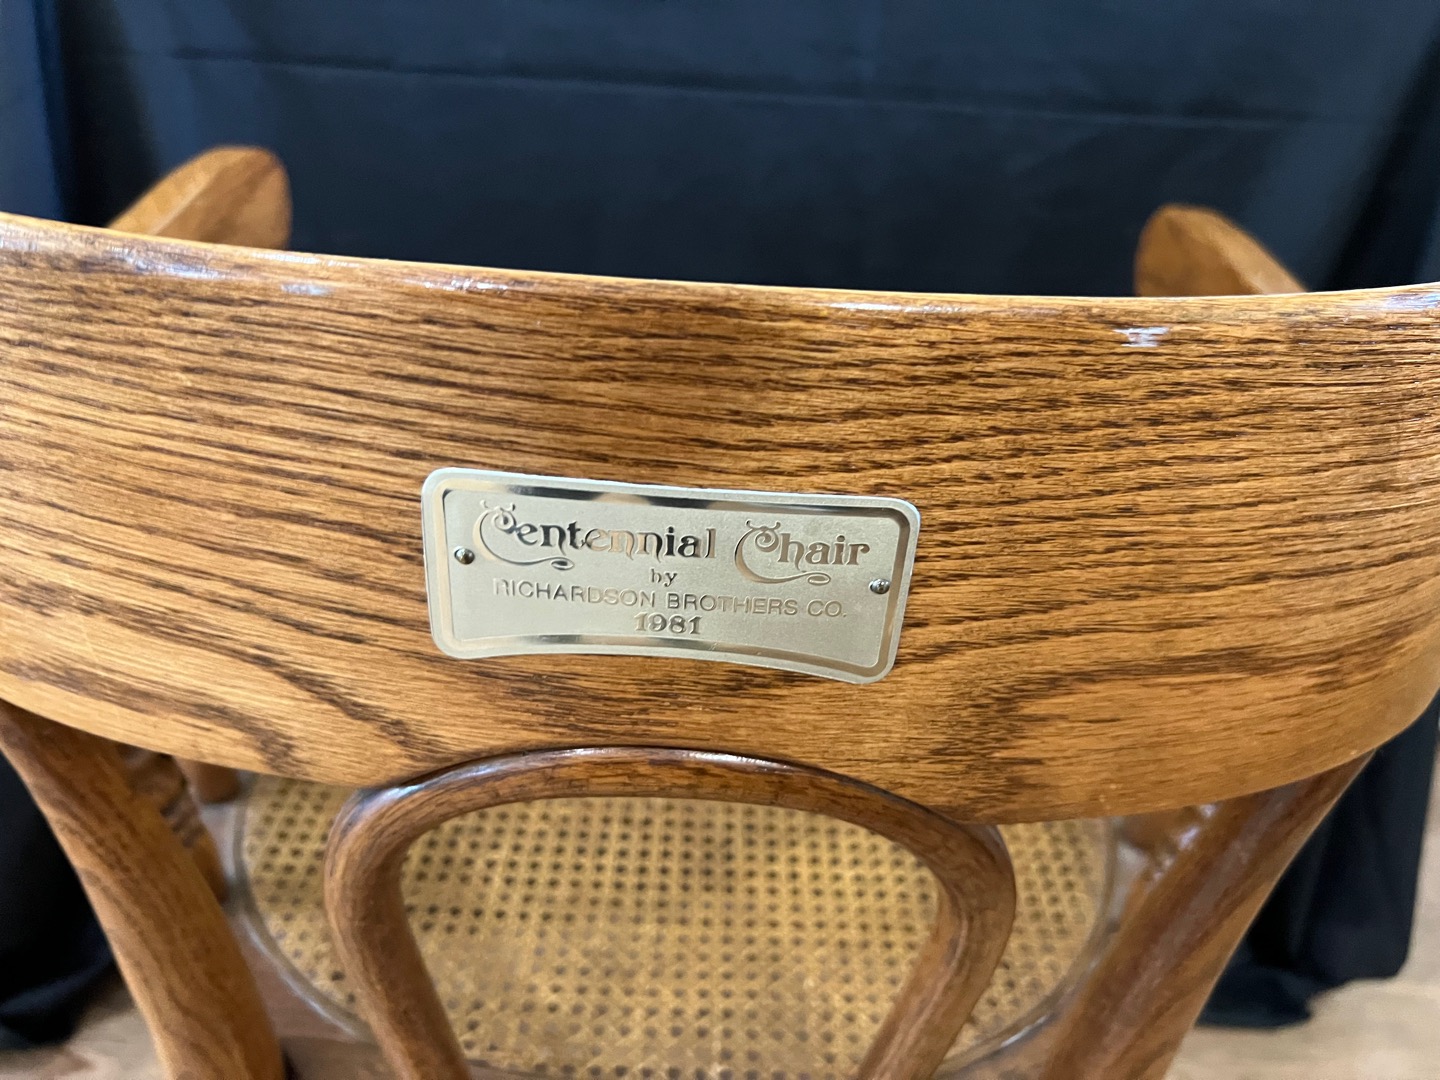 Centennial Chair
by
RICHARDSON BROTHERS CO.
1981